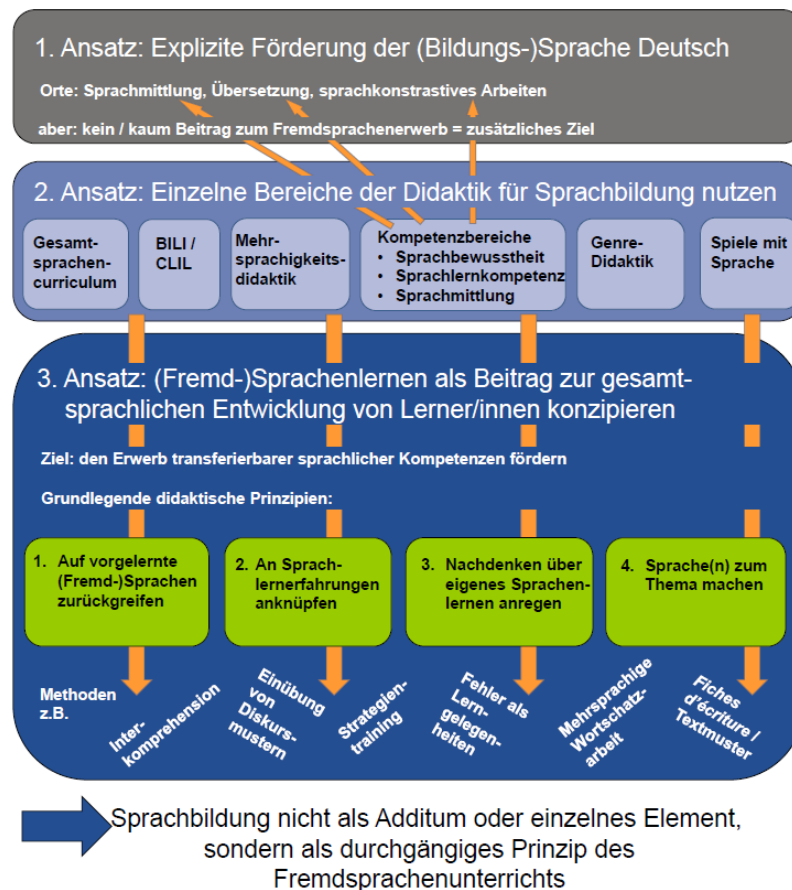 1. Ansatz: Explizite Förderung der (Bildungs-)Sprache Deutsch
Orte: Sprachmittlung, Übersetzung, sprachkonstrastives Arbeiten
aber: kein / kaum Beitrag zum Fremdsprachenerwerb = zusätzliches Ziel
2. Ansatz: Einzelne Bereiche der Didaktik für Sprachbildung nutzen
Gesamt-
sprachen-
curriculum
BILI /
CLIL
Mehr-
sprachigkeits-
didaktik
Kompetenzbereiche
• Sprachbewusstheit
• Sprachlernkompetenz
• Sprachmittlung
Genre-
Didaktik
Spiele mit
Sprache
3. Ansatz: (Fremd-)Sprachenlernen als Beitrag zur gesamt-
sprachlichen Entwicklung von Lerner/innen konzipieren
Ziel: den Erwerb transferierbarer sprachlicher Kompetenzen fördern
Grundlegende didaktische Prinzipien:
1. Auf vorgelernte
(Fremd-)Sprachen
zurückgreifen
2. An Sprach-
lernerfahrungen
anknüpfen
3. Nachdenken über
eigenes Sprachen-
lernen anregen
4. Sprache(n) zum
Thema machen
Methoden
z.B.
Inter-
komprehension
Einübung
von
Diskurs-
mustern
Strategien-
training
Fehler als
Lern-
gelegen-
heiten
Mehrsprachige
Wortschatz-
arbeit
Fiches
d'écriture /
Textmuster
Sprachbildung nicht als Additum oder einzelnes Element,
sondern als durchgängiges Prinzip des
Fremdsprachenunterrichts